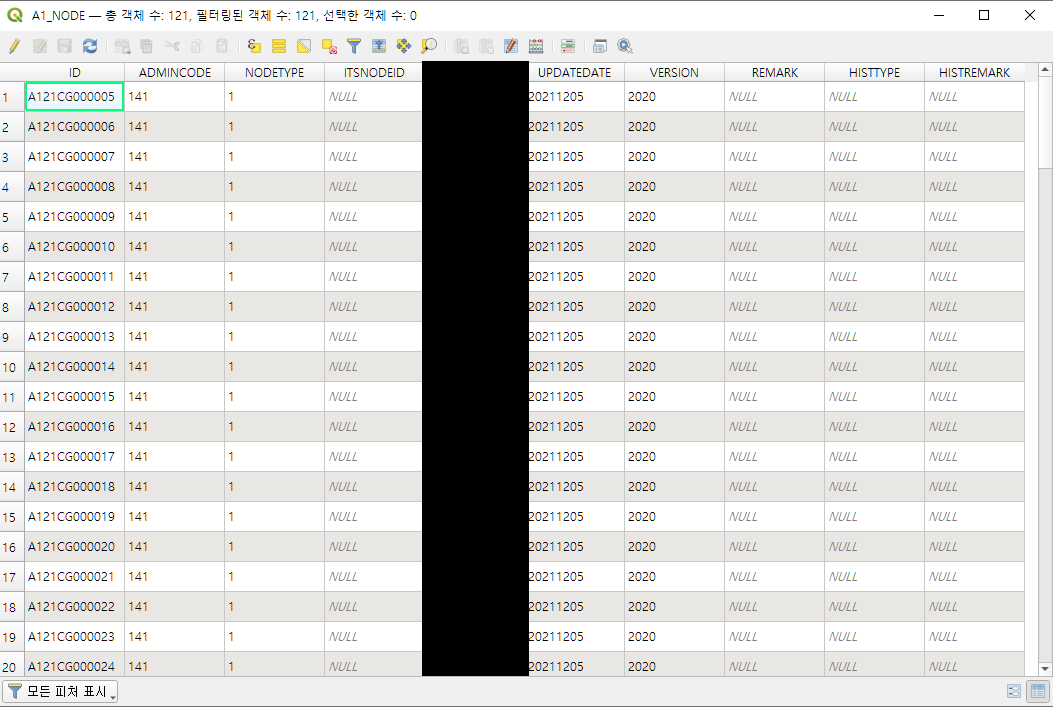 A1_NODE — 총 객체 수: 121, 필터링된 객체 수: 121, 선택한 객체 수: 0
ID ADMINCODE NODETYPE ITSNODEID UPDATEDATE VERSION REMARK HISTTYPE HISTREMARK
1 A121CG000005 141 1 NULL 20211205 2020 NULL NULL NULL
2 A121CG000006 141 1 NULL 20211205 2020 NULL NULL NULL
3 A121CG000007 141 1 NULL 20211205 2020 NULL NULL NULL
4 A121CG000008 141 1 NULL 20211205 2020 NULL NULL NULL
5 A121CG000009 141 1 NULL 20211205 2020 NULL NULL NULL
6 A121CG000010 141 1 NULL 20211205 2020 NULL NULL NULL
7 A121CG000011 141 1 NULL 20211205 2020 NULL NULL NULL
8 A121CG000012 141 1 NULL 20211205 2020 NULL NULL NULL
9 A121CG000013 141 1 NULL 20211205 2020 NULL NULL NULL
10 A121CG000014 141 1 NULL 20211205 2020 NULL NULL NULL
11 A121CG000015 141 1 NULL 20211205 2020 NULL NULL NULL
12 A121CG000016 141 1 NULL 20211205 2020 NULL NULL NULL
13 A121CG000017 141 1 NULL 20211205 2020 NULL NULL NULL
14 A121CG000018 141 1 NULL 20211205 2020 NULL NULL NULL
15 A121CG000019 141 1 NULL 20211205 2020 NULL NULL NULL
16 A121CG000020 141 1 NULL 20211205 2020 NULL NULL NULL
17 A121CG000021 141 1 NULL 20211205 2020 NULL NULL NULL
18 A121CG000022 141 1 NULL 20211205 2020 NULL NULL NULL
19 A121CG000023 141 1 NULL 20211205 2020 NULL NULL NULL
20 A121CG000024 141 1 NULL 20211205 2020 NULL NULL NULL
모든 피처 표시